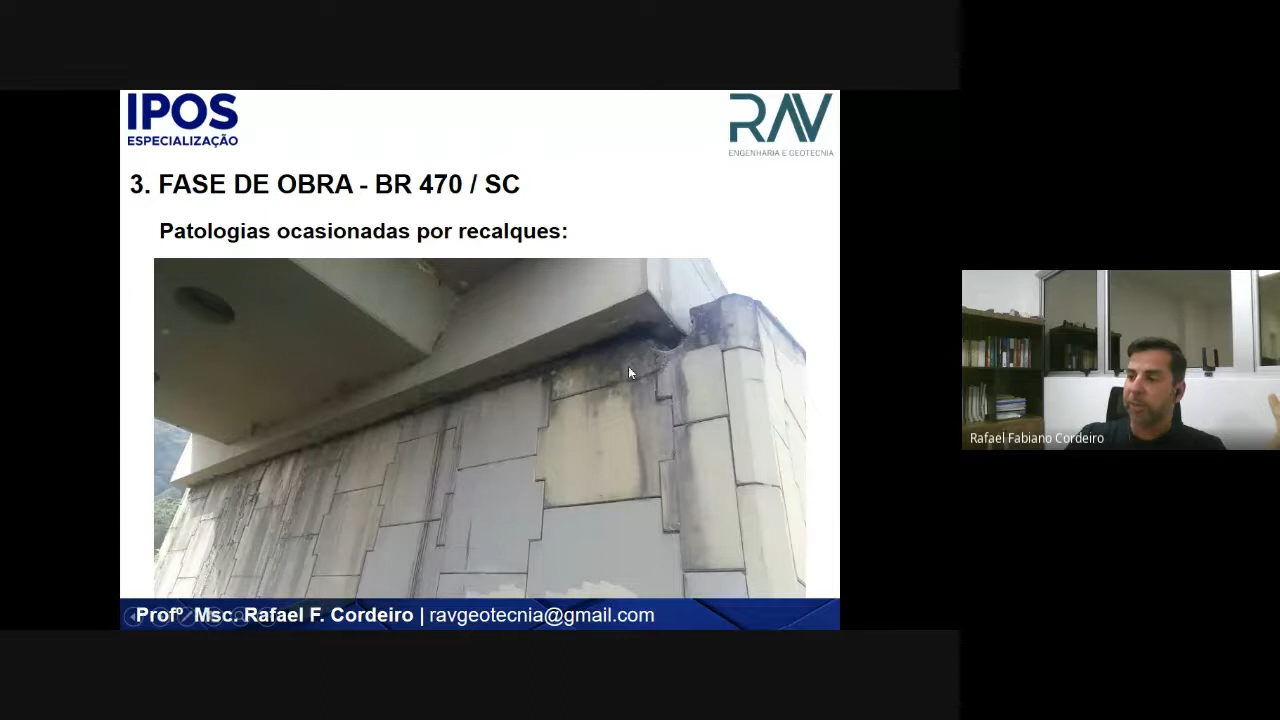 IPOS
ESPECIALIZAÇÃO
RAV
ENGENHARIA E GEOTECNIA
3. FASE DE OBRA - BR 470 / SC
Patologias ocasionadas por recalques:
Rafael Fabiano Cordeiro
Profº Msc. Rafael F. Cordeiro | ravgeotecnia@gmail.com